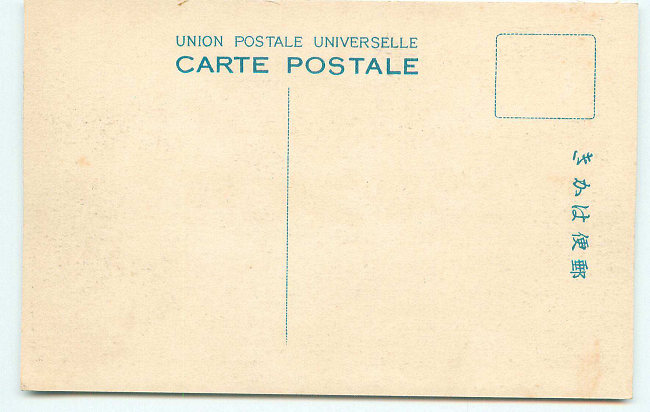 UNION POSTALE UNIVERSELLE
CARTE POSTALE
郵便はかき